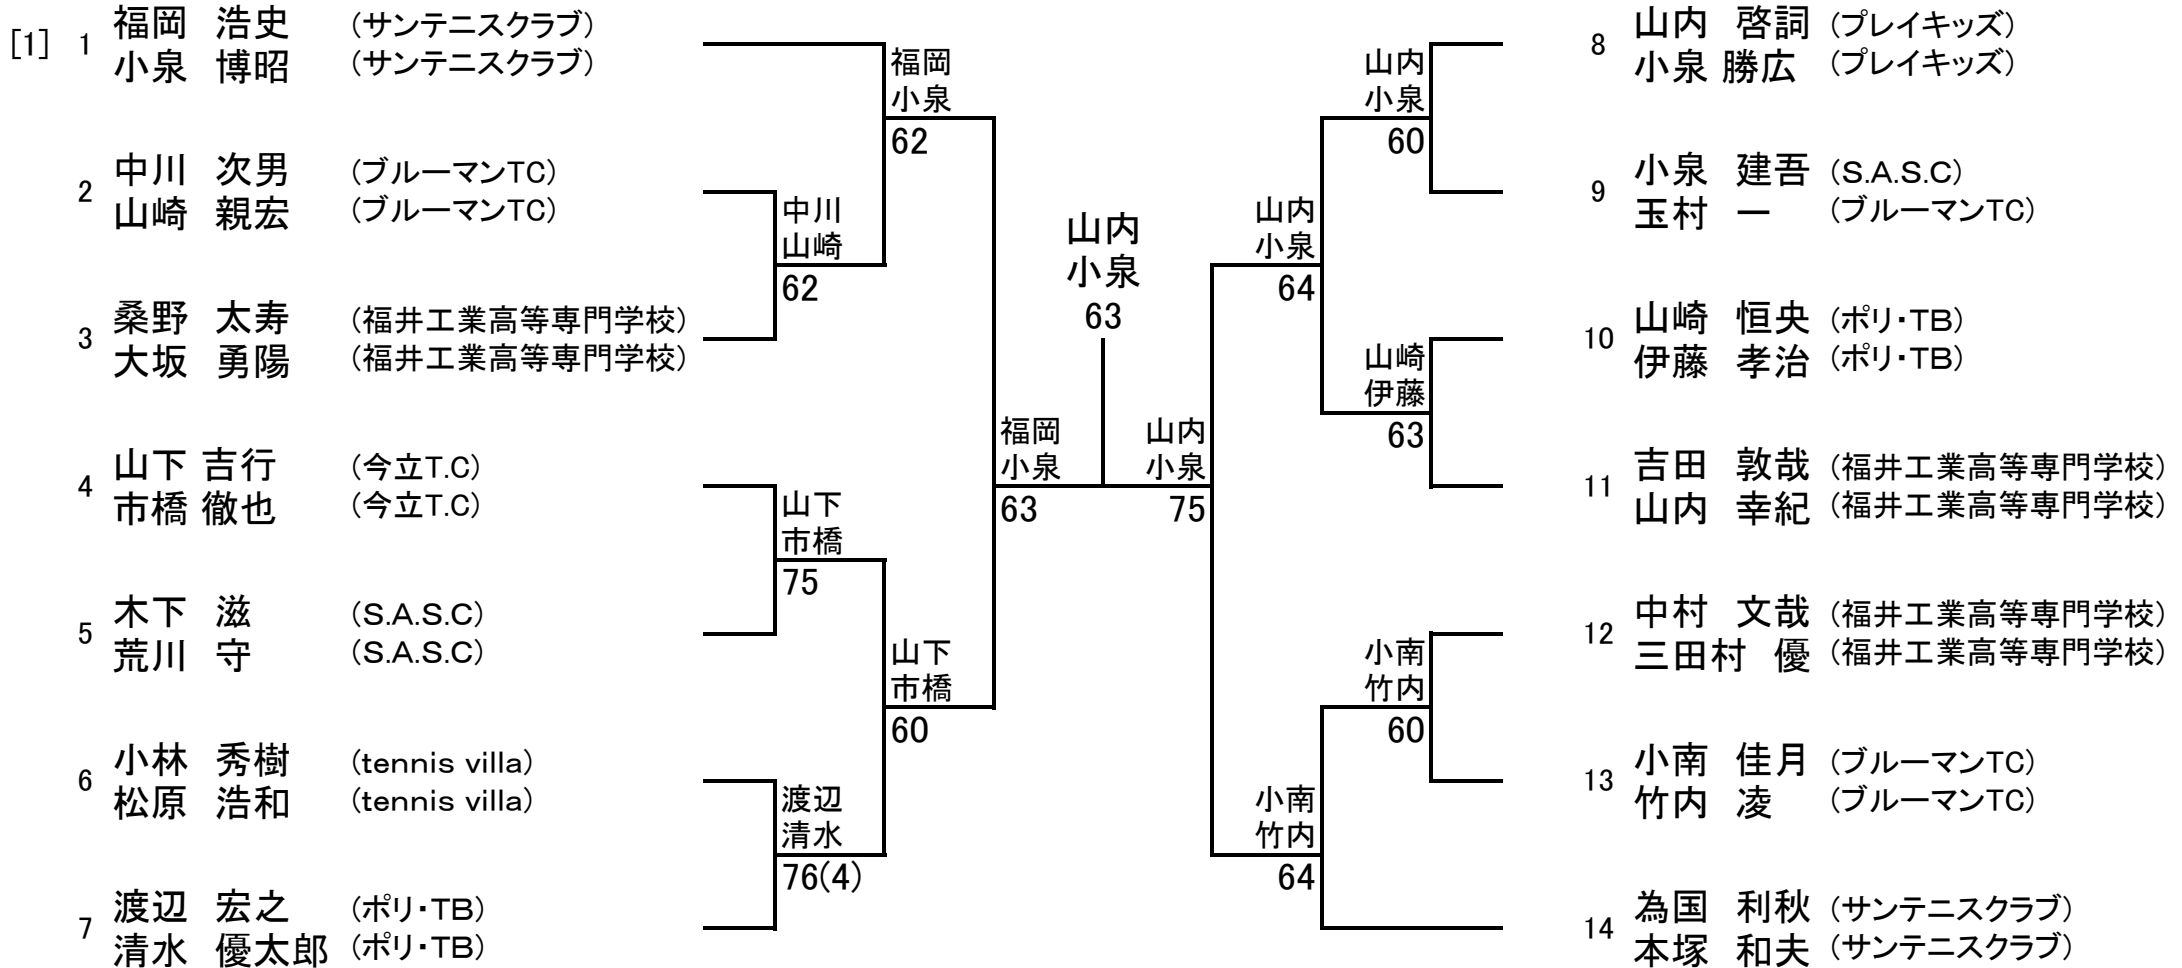 [1] 1 福岡 浩史 (サンテニスクラブ)
小泉 博昭 (サンテニスクラブ)
2 中川 次男 (ブルーマンTC)
山崎 親宏 (ブルーマンTC)
3 桑野 太寿 (福井工業高等専門学校)
大坂 勇陽 (福井工業高等専門学校)
4 山下 吉行 (今立T.C)
市橋 徹也 (今立T.C)
5 木下 滋 (S.A.S.C)
荒川 守 (S.A.S.C)
6 小林 秀樹 (tennis villa)
松原 浩和 (tennis villa)
7 渡辺 宏之 (ポリ・TB)
清水 優太郎 (ポリ・TB)
中川
山崎
62
山下
市橋
75
渡辺
清水
76(4)
福岡
小泉
62
山下
市橋
60
福岡
小泉
63
山内
小泉
63
山内
小泉
75
山内
小泉
64
小南
竹内
64
山内
小泉
60
山崎
伊藤
63
小南
竹内
60
8 山内 啓詞 (プレイキッズ)
小泉 勝広 (プレイキッズ)
9 小泉 建吾 (S.A.S.C)
玉村 一 (ブルーマンTC)
10 山崎 恒央 (ポリ・TB)
伊藤 孝治 (ポリ・TB)
11 吉田 敦哉 (福井工業高等専門学校)
山内 幸紀 (福井工業高等専門学校)
12 中村 文哉 (福井工業高等専門学校)
三田村 優 (福井工業高等専門学校)
13 小南 佳月 (ブルーマンTC)
竹内 凌 (ブルーマンTC)
14 為国 利秋 (サンテニスクラブ)
本塚 和夫 (サンテニスクラブ)